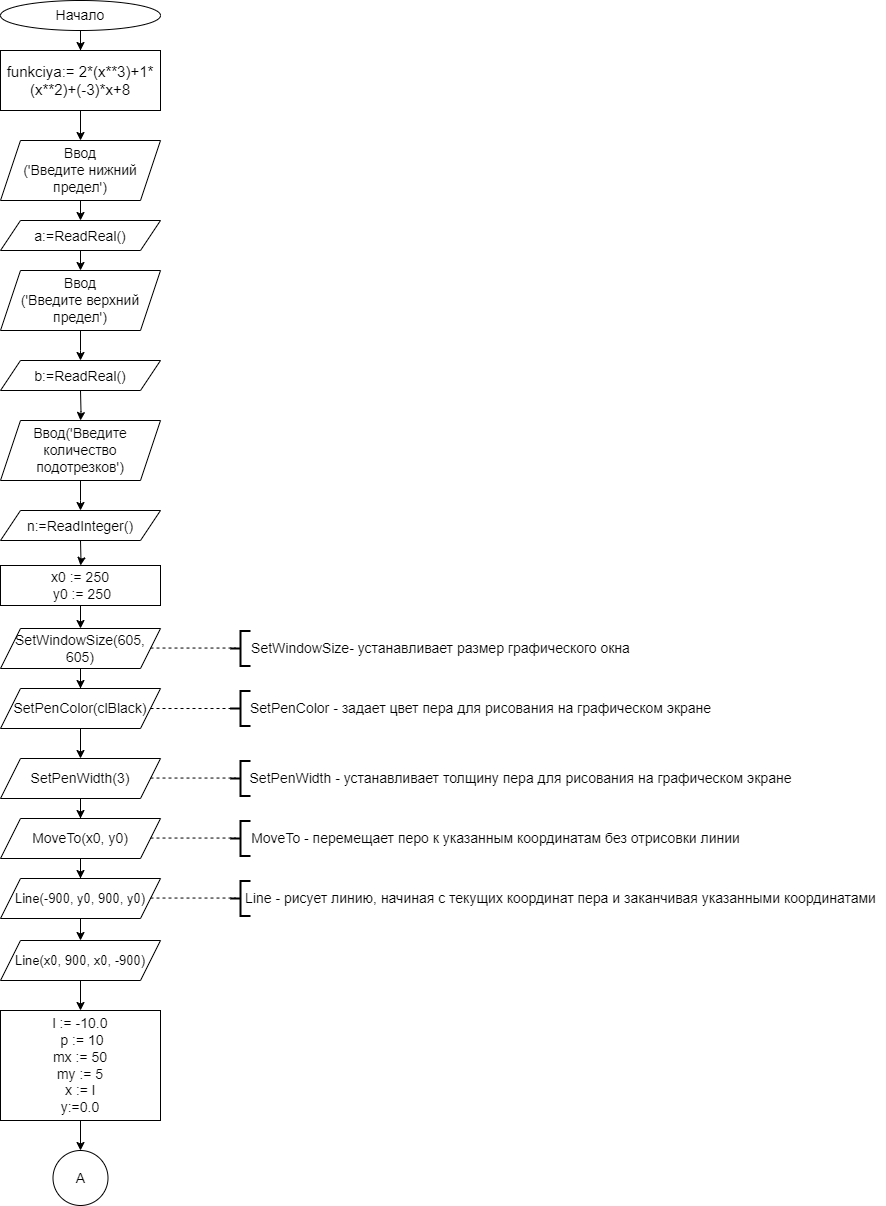 Начало
funkciya:= 2*(x**3)+1*
(x**2)+(-3)*x+8
Ввод
('Введите нижний
предел')
a:=ReadReal()
Ввод
('Введите верхний
предел')
b:=ReadReal()
Ввод('Введите
количество
подотрезков')
n:=ReadInteger()
x0 := 250
y0 := 250
SetWindowSize(605,
605)
SetWindowSize- устанавливает размер графического окна
SetPenColor(clBlack)
SetPenColor - задает цвет пера для рисования на графическом экране
SetPenWidth(3)
SetPenWidth - устанавливает толщину пера для рисования на графическом экране
MoveTo(x0, y0)
MoveTo - перемещает перо к указанным координатам без отрисовки линии
Line(-900, y0, 900, y0)
Line - рисует линию, начиная с текущих координат пера и заканчивая указанными координатами
Line(x0, 900, x0, -900)
l := -10.0
p := 10
mx := 50
my := 5
x := l
y:=0.0
A